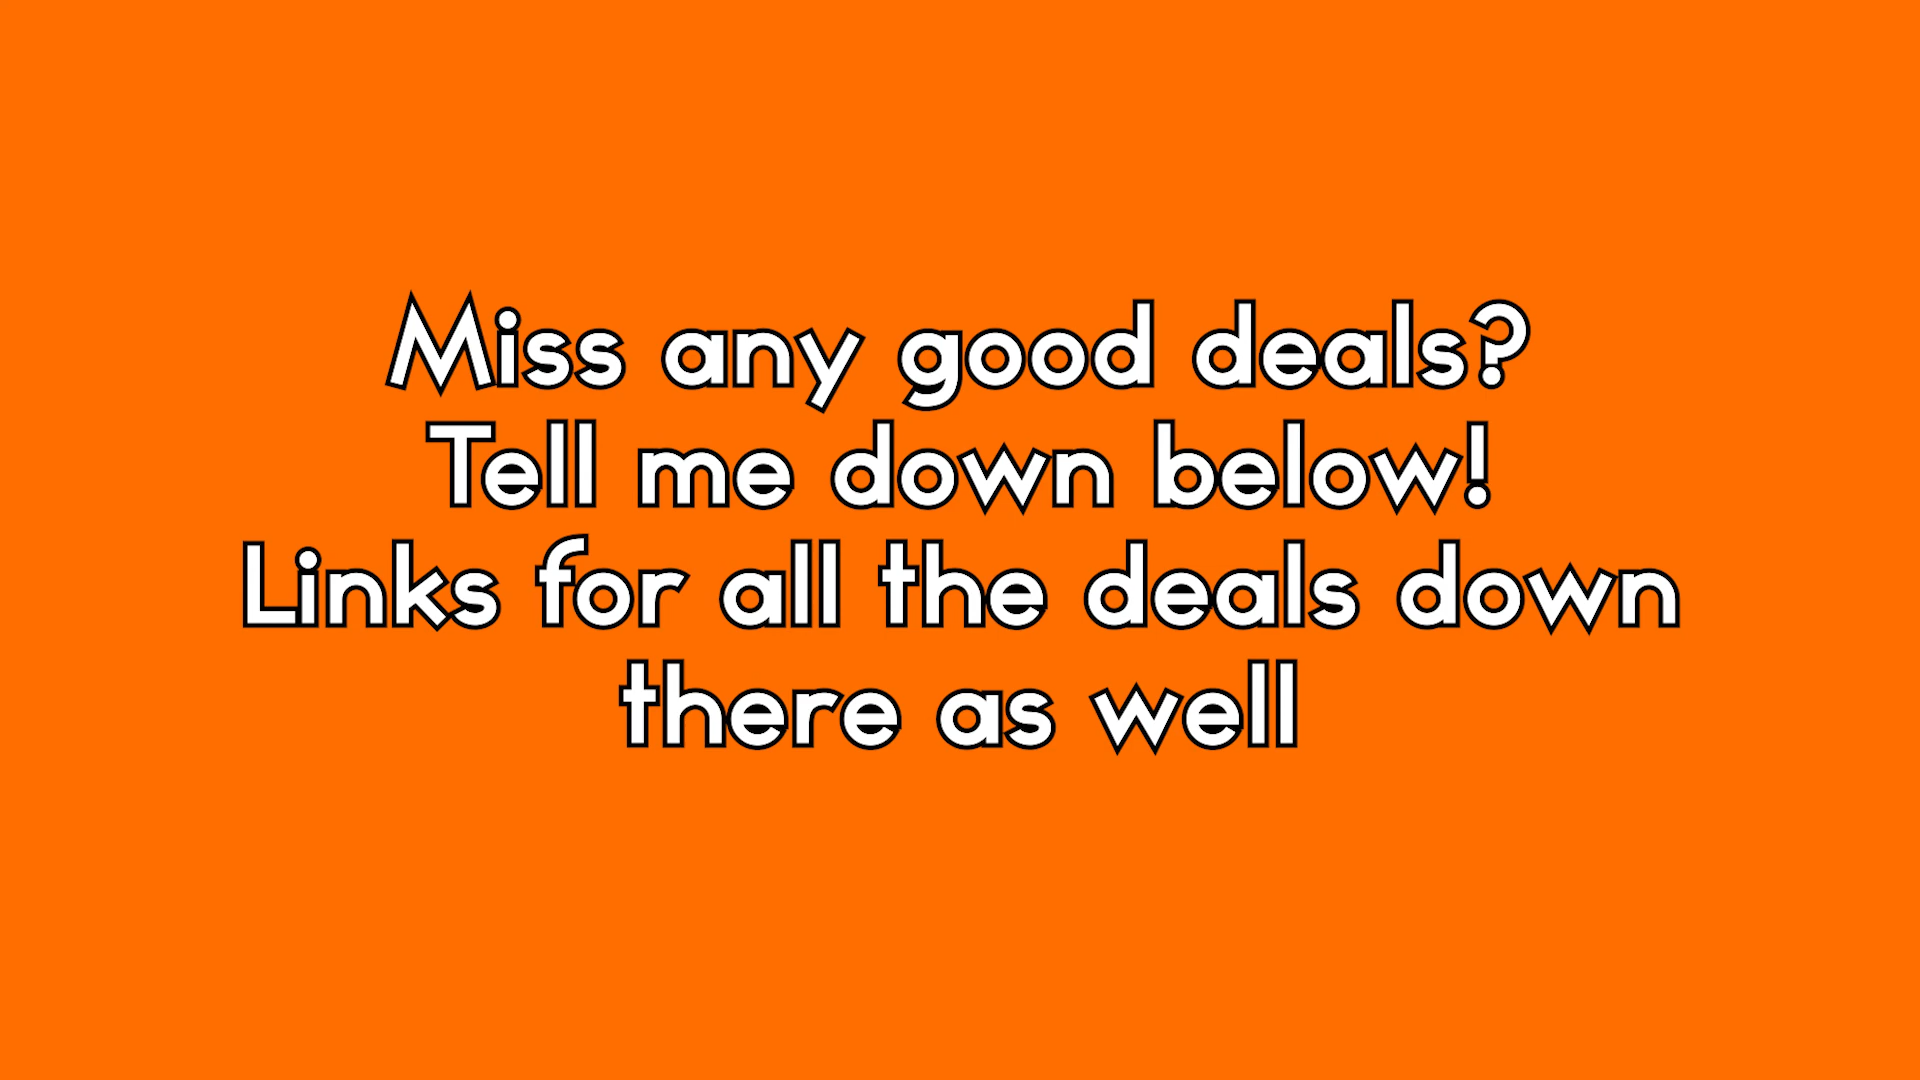 Miss any good deals?
Tell me down below!
Links for all the deals down
there as well